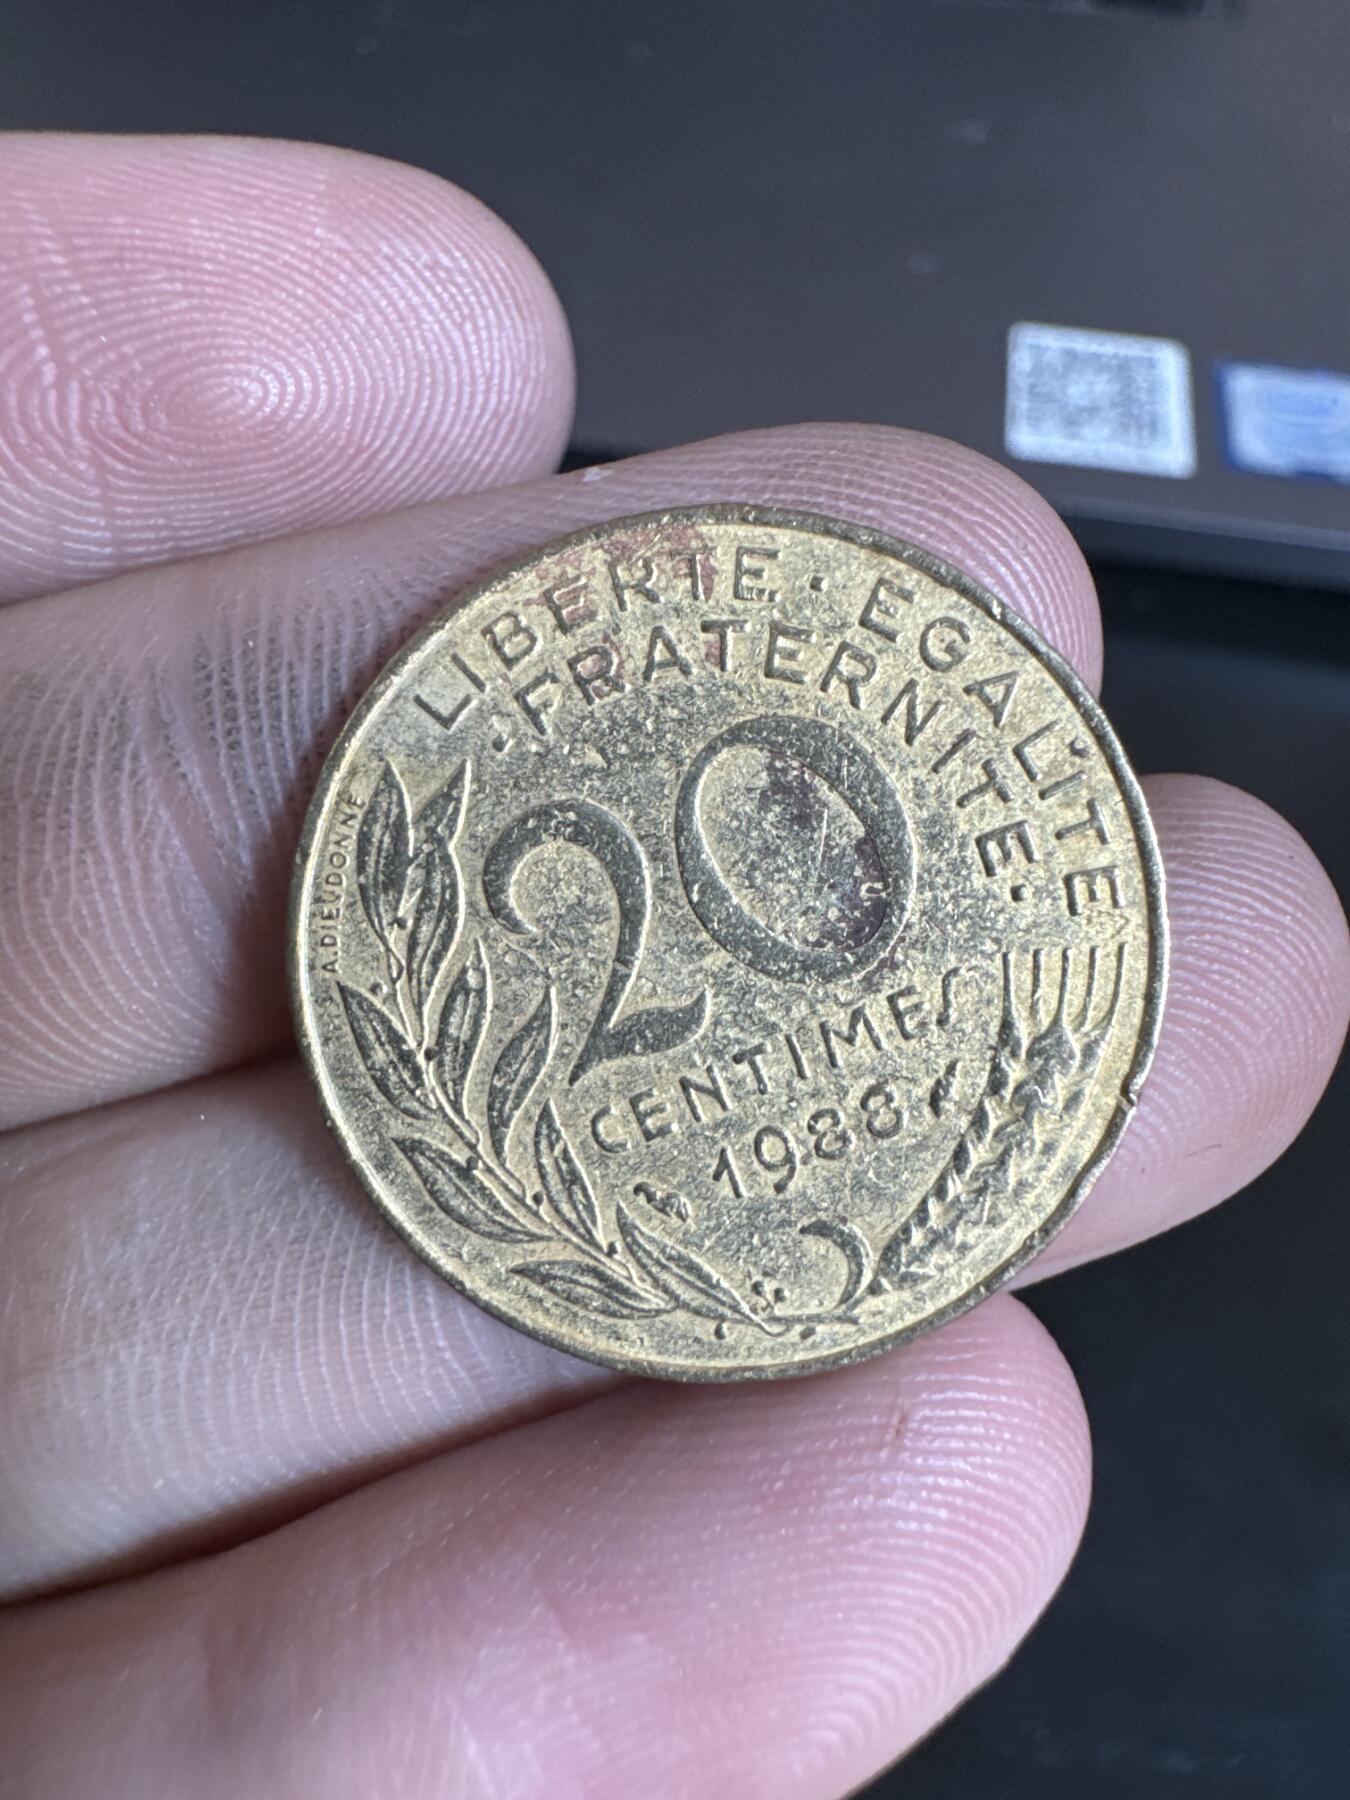 LIBERTE · EGALITE
· FRATERNITE ·
20
CENTIMES
1988
A.DIEUDONNE